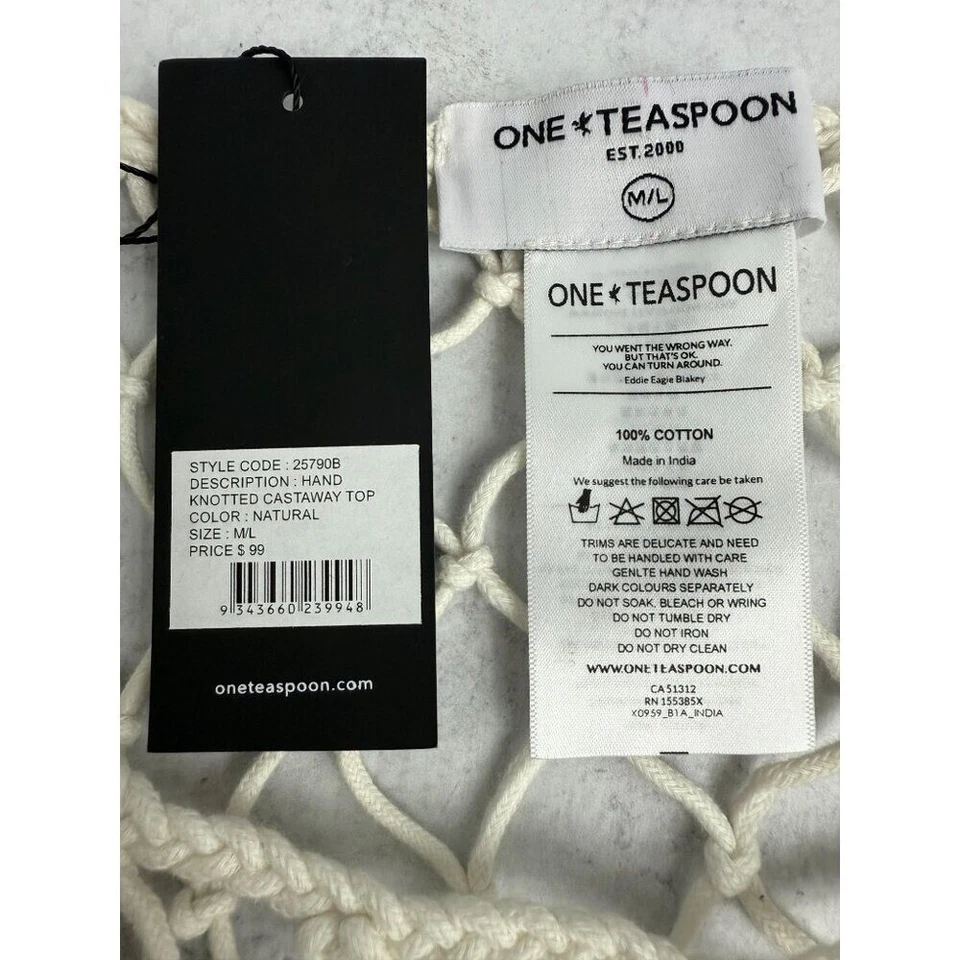 STYLE CODE : 25790B
DESCRIPTION : HAND
KNOTTED CASTAWAY TOP
COLOR : NATURAL
SIZE : M/L
PRICE $ 99
9 343660 239948
oneteaspoon.com
ONE TEASPOON
EST. 2000
M/L
ONE TEASPOON
YOU WENT THE WRONG WAY.
BUT THAT'S OK.
YOU CAN TURN AROUND.
- Eddie Eagie Blakey
100% COTTON
Made in India
We suggest the following care be taken
TRIMS ARE DELICATE AND NEED
TO BE HANDLED WITH CARE
GENLTE HAND WASH
DARK COLOURS SEPARATELY
DO NOT SOAK, BLEACH OR WRING
DO NOT TUMBLE DRY
DO NOT IRON
DO NOT DRY CLEAN
WWW.ONETEASPOON.COM
CA 51312
RN 155385X
X0959_B1A_INDIA